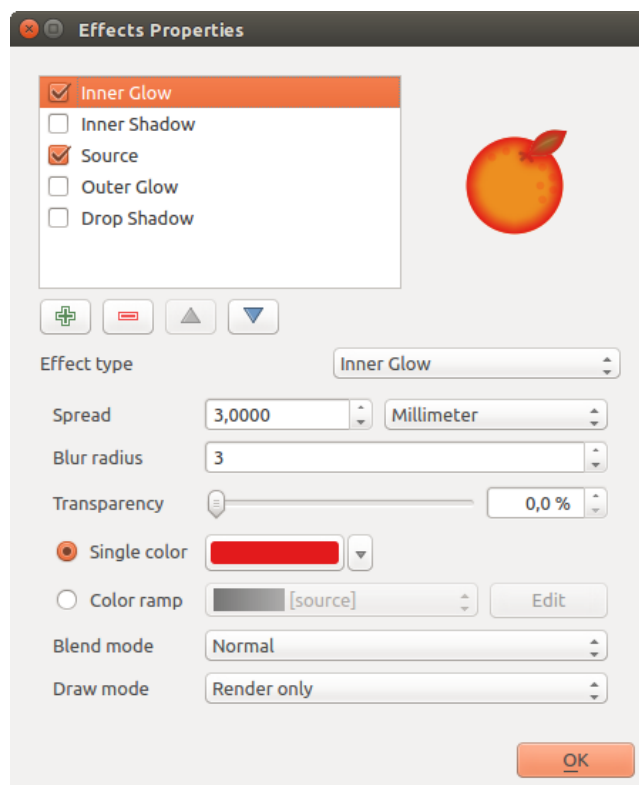 Effects Properties
Inner Glow
Inner Shadow
Source
Outer Glow
Drop Shadow
Effect type Inner Glow
Spread 3,0000 Millimeter
Blur radius 3
Transparency 0,0 %
Single color
Color ramp [source] Edit
Blend mode Normal
Draw mode Render only
OK